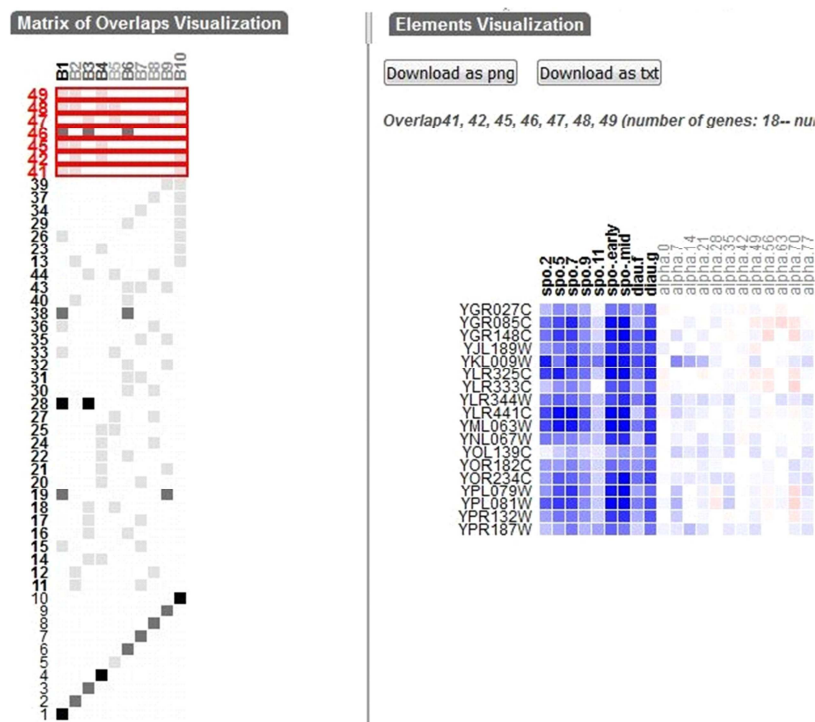 Matrix of Overlaps Visualization
B1 B2 B3 B4 B5 B6 B7 B8 B9 B10
49
48
47
46
45
42
41
39
37
34
29
26
23
13
44
43
40
38
36
35
33
32
31
30
28
27
25
24
22
21
20
19
18
17
16
15
14
12
11
10
9
8
7
6
5
4
3
2
1
Elements Visualization
Download as png Download as txt
Overlap41, 42, 45, 46, 47, 48, 49 (number of genes: 18-- nu
spo.2 spo.5 spo.7 spo.9 spo.11 spo-.early spo-.mid diau.f diau.g alpha.0 alpha.7 alpha.14 alpha.21 alpha.28 alpha.35 alpha.42 alpha.49 alpha.56 alpha.63 alpha.70 alpha.77
YGR027C
YGR085C
YGR148C
YJL189W
YKL009W
YLR325C
YLR333C
YLR344W
YLR441C
YML063W
YNL067W
YOL139C
YOR182C
YOR234C
YPL079W
YPL081W
YPR132W
YPR187W